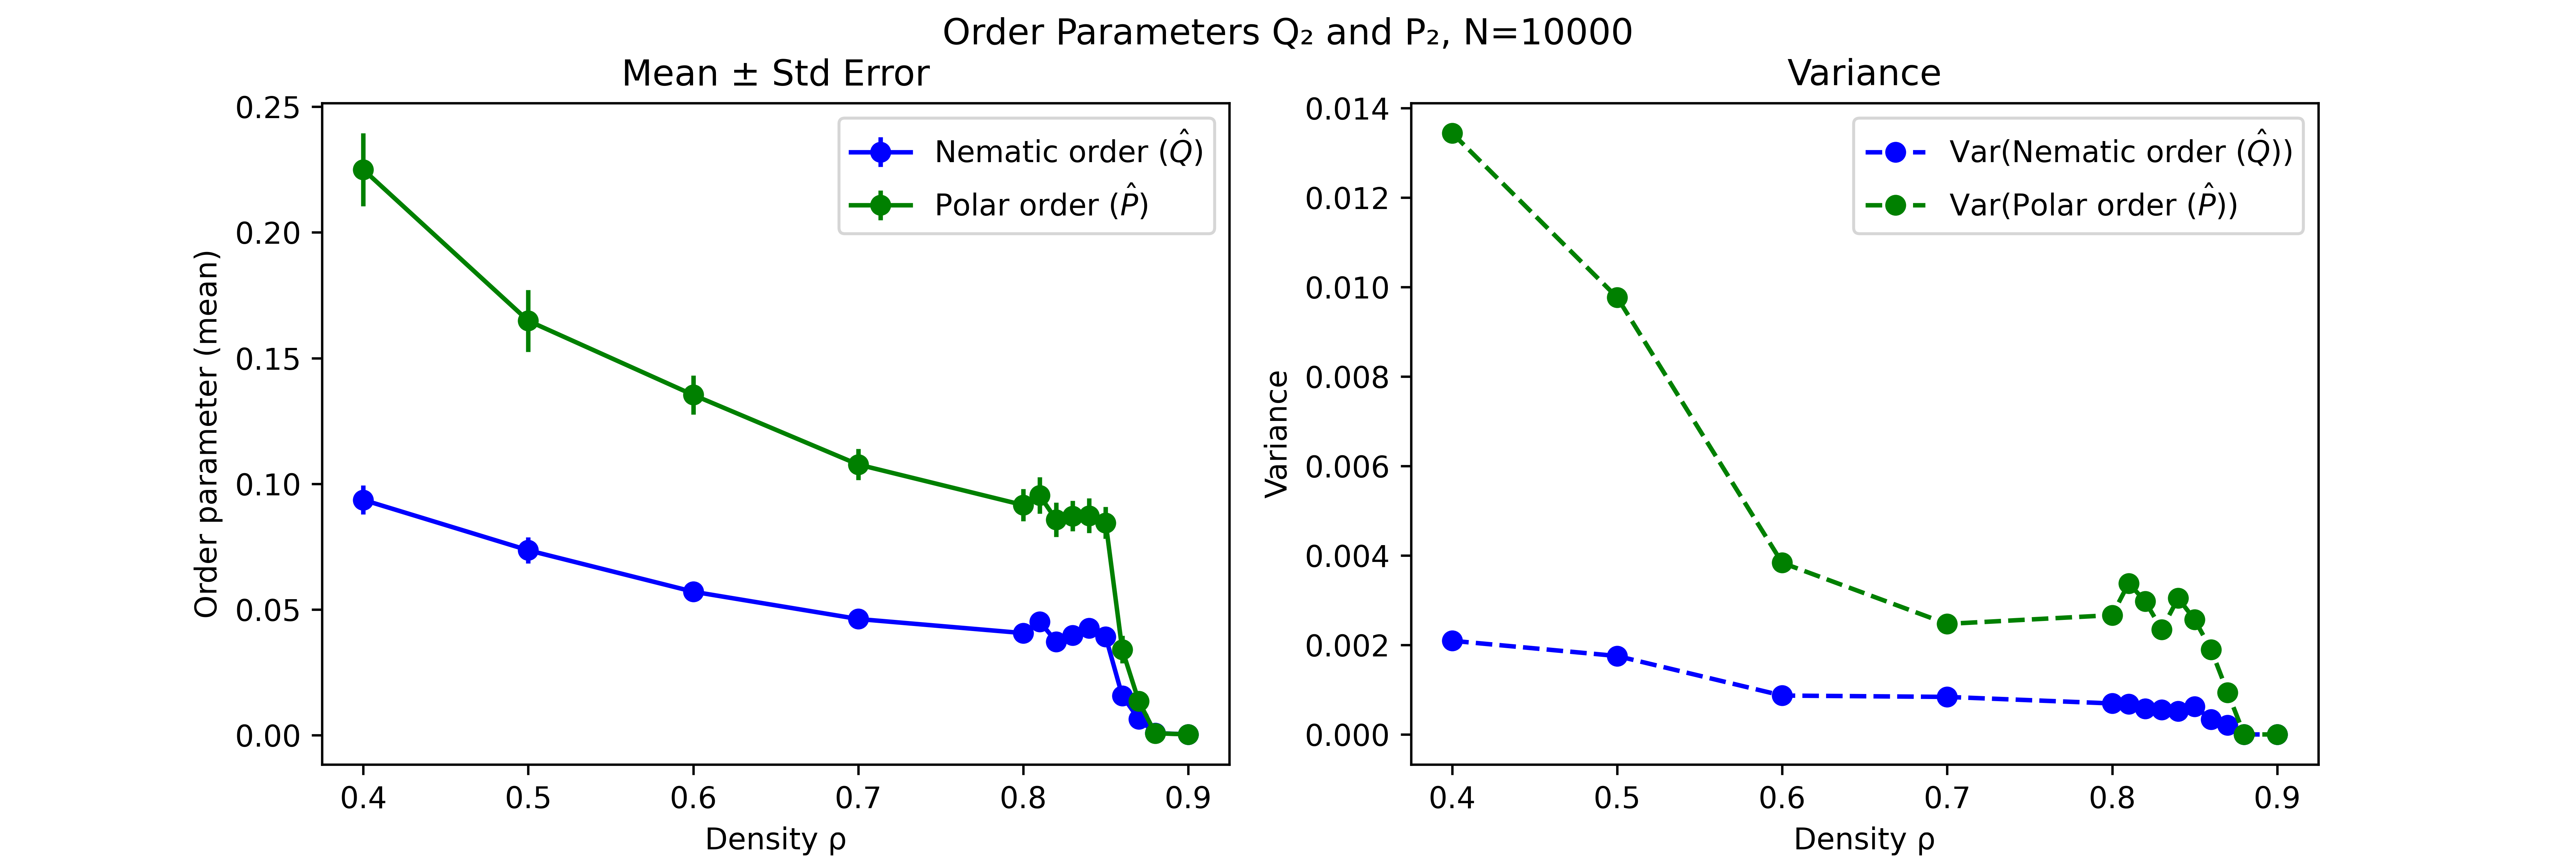 Order Parameters Q₂ and P₂, N=10000
Mean ± Std Error
0.25
0.20
0.15
0.10
0.05
0.00
Order parameter (mean)
Nematic order (Q̂)
Polar order (P̂)
0.4 0.5 0.6 0.7 0.8 0.9
Density ρ
Variance
0.014
0.012
0.010
0.008
0.006
0.004
0.002
0.000
Variance
Var(Nematic order (Q̂))
Var(Polar order (P̂))
0.4 0.5 0.6 0.7 0.8 0.9
Density ρ